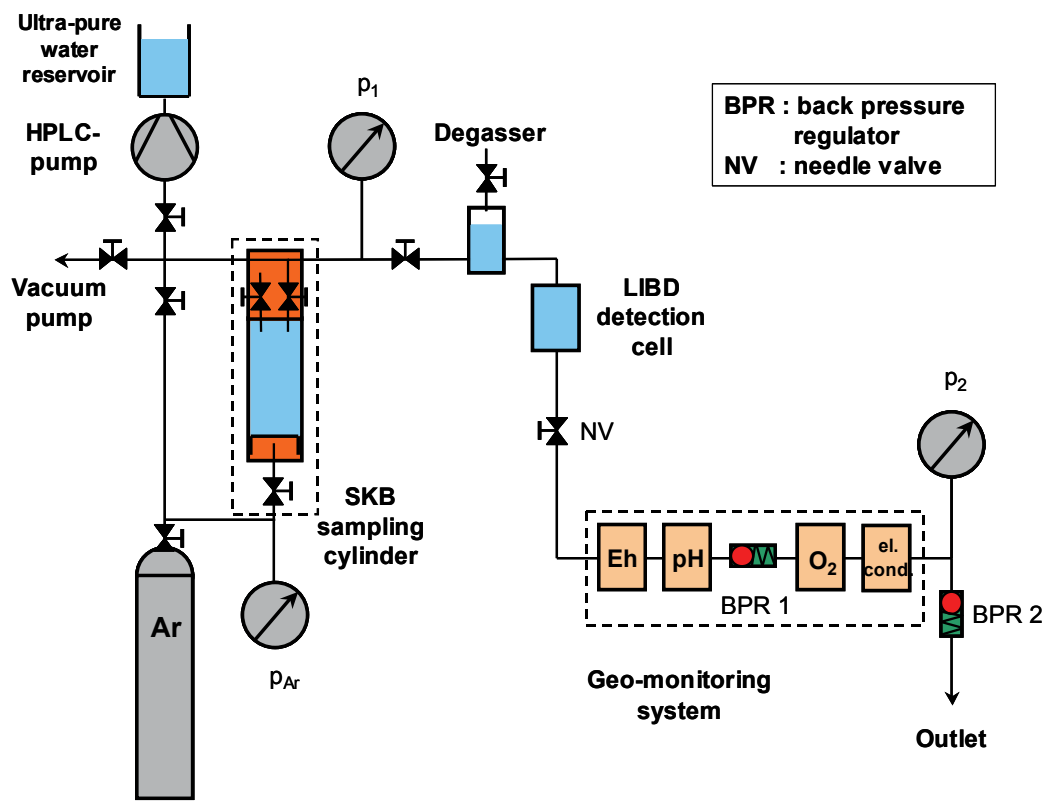 Ultra-pure
water
reservoir
HPLC-
pump
p1
Degasser
BPR : back pressure
regulator
NV : needle valve
Vacuum
pump
LIBD
detection
cell
p2
NV
SKB
sampling
cylinder
Eh
pH
O2
el.
cond.
BPR 1
BPR 2
Ar
pAr
Geo-monitoring
system
Outlet